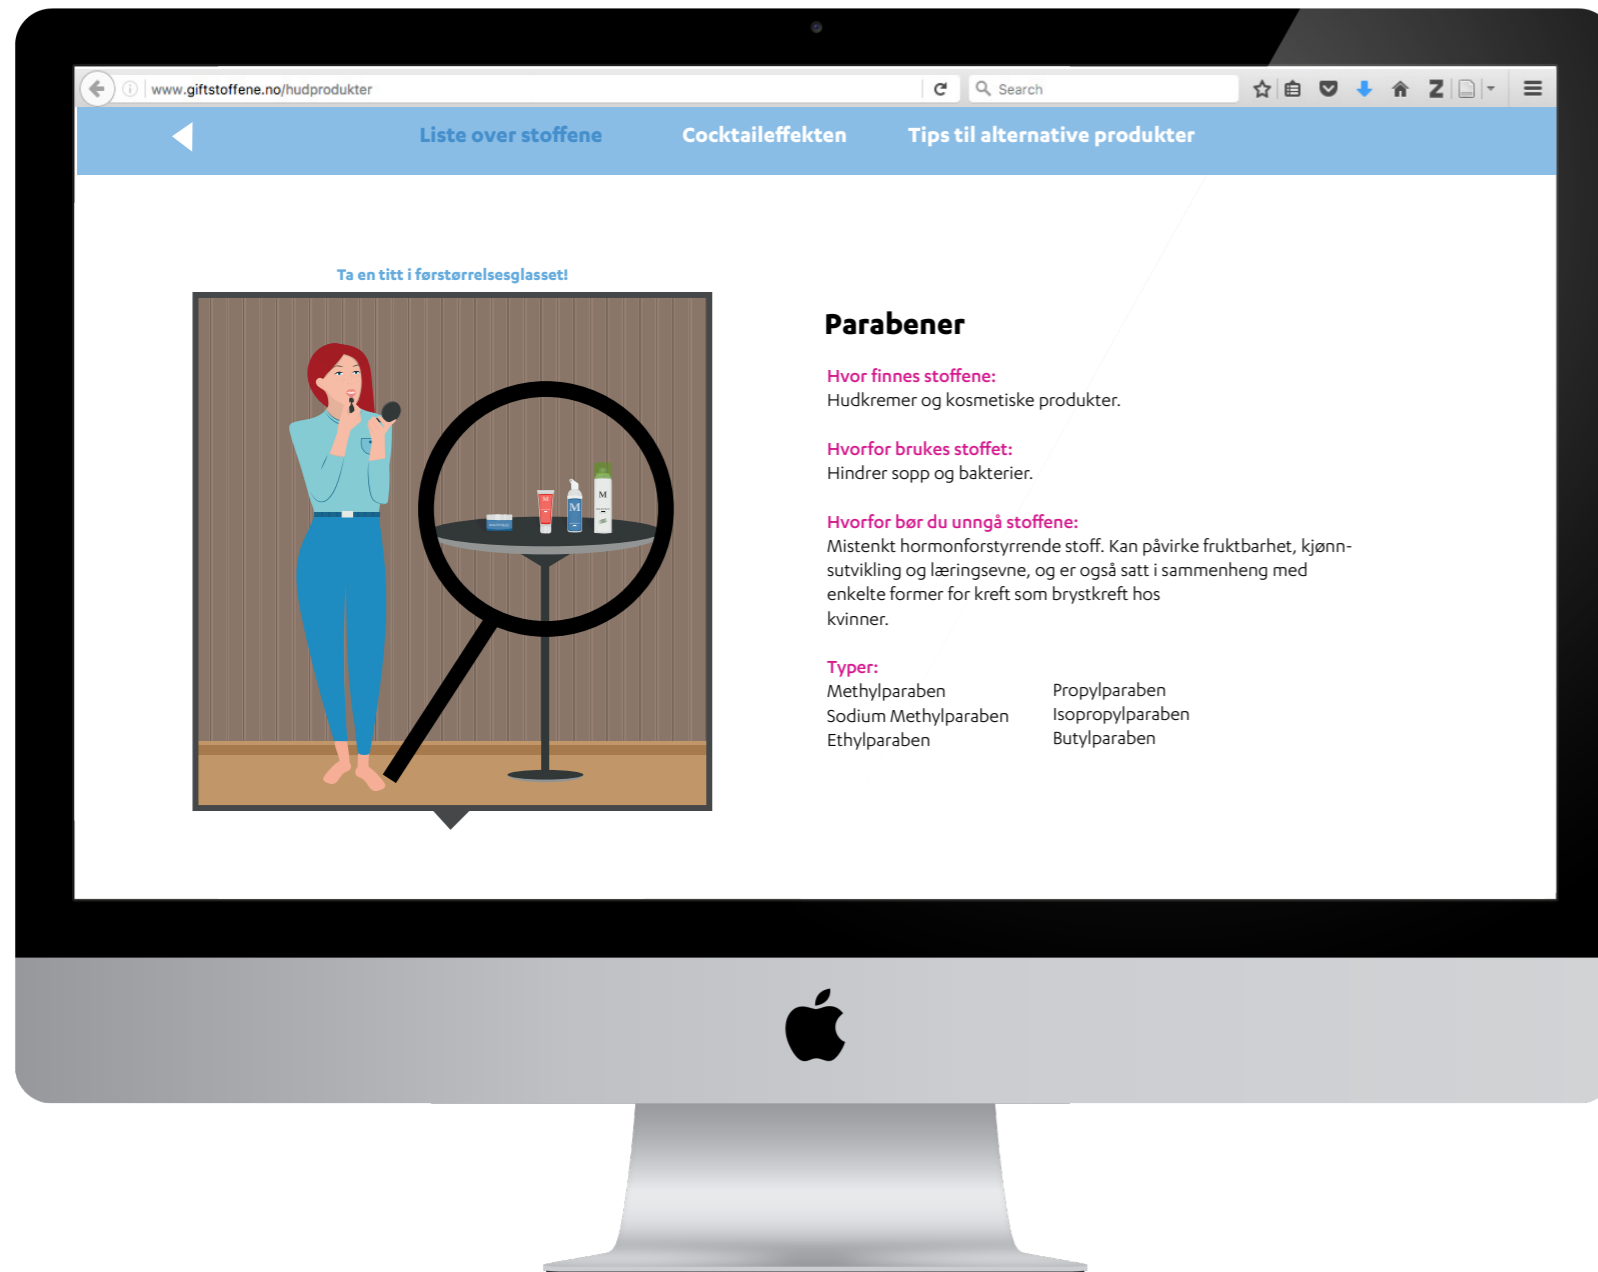 www.giftstoffene.no/hudprodukter
Search
Z
Liste over stoffene
Cocktaileffekten
Tips til alternative produkter
Ta en titt i førstørrelsesglasset!
M
M
M
Parabener
Hvor finnes stoffene:
Hudkremer og kosmetiske produkter.
Hvorfor brukes stoffet:
Hindrer sopp og bakterier.
Hvorfor bør du unngå stoffene:
Mistenkt hormonforstyrrende stoff. Kan påvirke fruktbarhet, kjønn-
sutvikling og læringsevne, og er også satt i sammenheng med
enkelte former for kreft som brystkreft hos
kvinner.
Typer:
Methylparaben
Sodium Methylparaben
Ethylparaben
Propylparaben
Isopropylparaben
Butylparaben